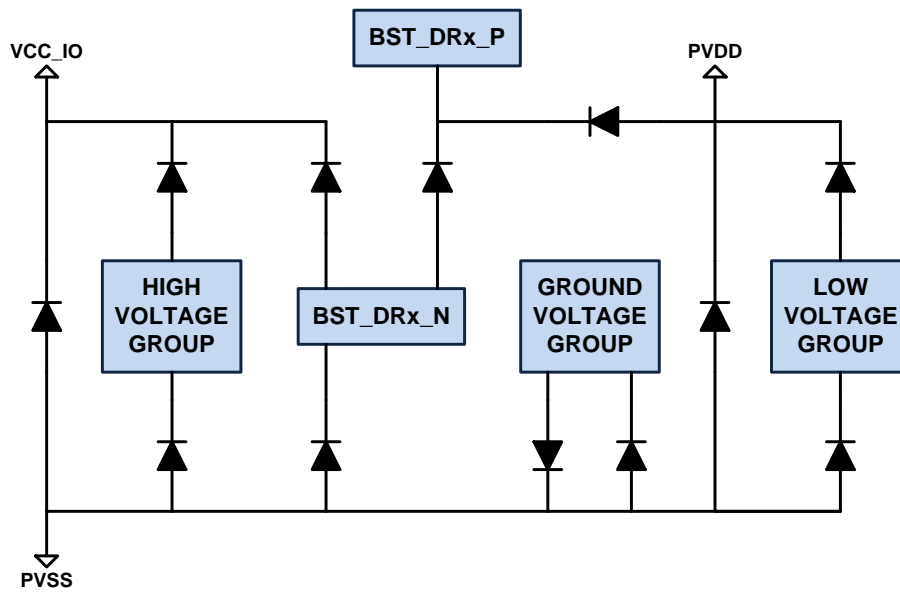 BST_DRx_P
VCC_IO
PVDD
HIGH
VOLTAGE
GROUP
BST_DRx_N
GROUND
VOLTAGE
GROUP
LOW
VOLTAGE
GROUP
PVSS